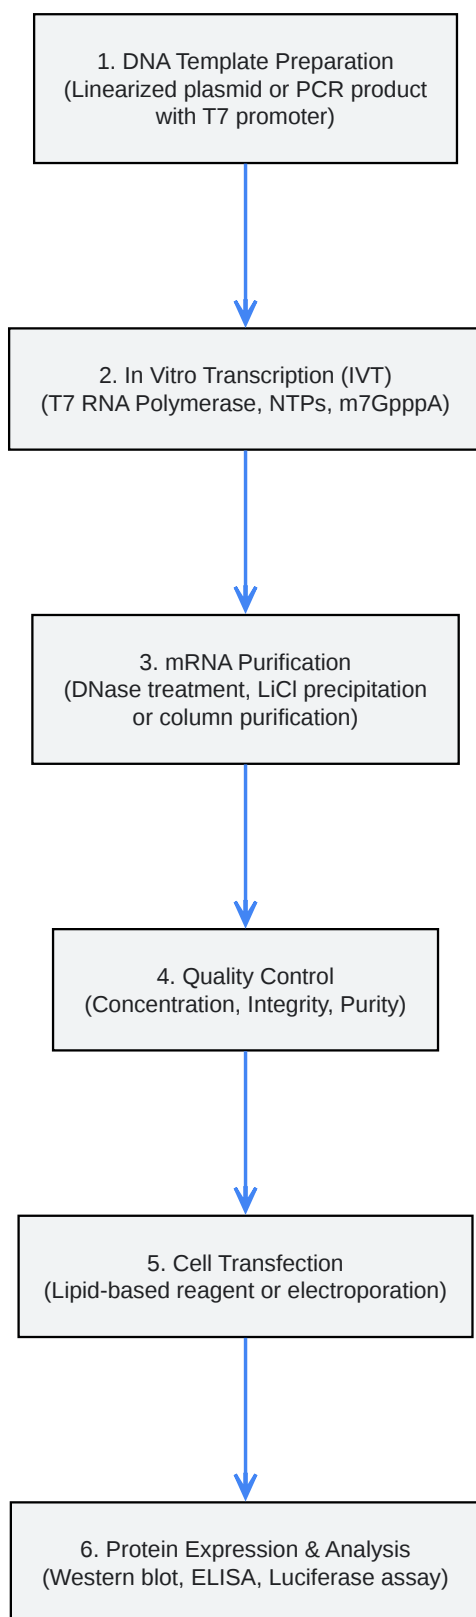 1. DNA Template Preparation
(Linearized plasmid or PCR product
with T7 promoter)
2. In Vitro Transcription (IVT)
(T7 RNA Polymerase, NTPs, m7GpppA)
3. mRNA Purification
(DNase treatment, LiCl precipitation
or column purification)
4. Quality Control
(Concentration, Integrity, Purity)
5. Cell Transfection
(Lipid-based reagent or electroporation)
6. Protein Expression & Analysis
(Western blot, ELISA, Luciferase assay)